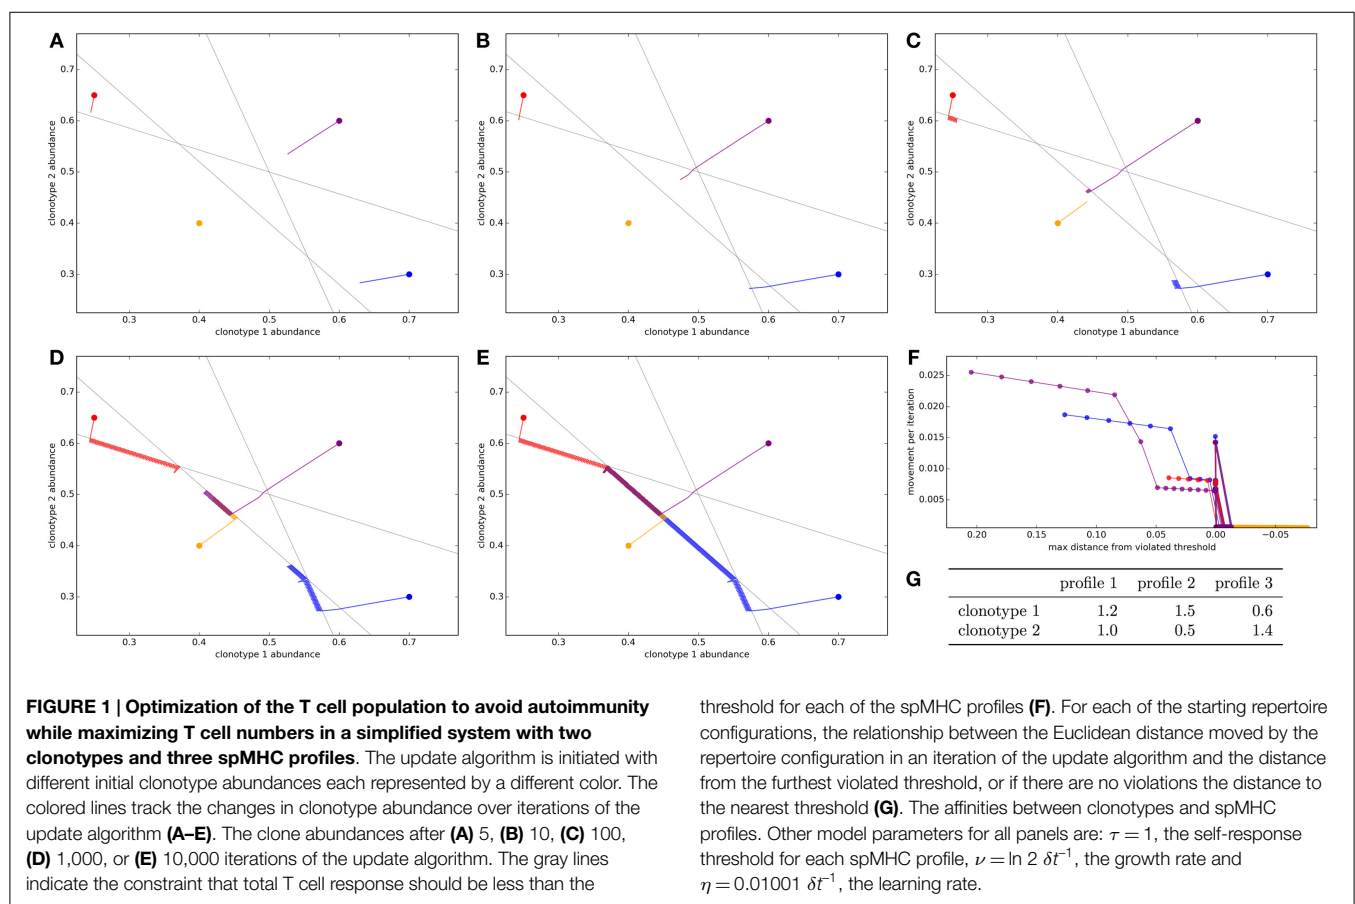 A
0.7
0.6
0.5
0.4
0.3
clonotype 2 abundance
0.3 0.4 0.5 0.6 0.7
clonotype 1 abundance
B
0.7
0.6
0.5
0.4
0.3
clonotype 2 abundance
0.3 0.4 0.5 0.6 0.7
clonotype 1 abundance
C
0.7
0.6
0.5
0.4
0.3
clonotype 2 abundance
0.3 0.4 0.5 0.6 0.7
clonotype 1 abundance
D
0.7
0.6
0.5
0.4
0.3
clonotype 2 abundance
0.3 0.4 0.5 0.6 0.7
clonotype 1 abundance
E
0.7
0.6
0.5
0.4
0.3
clonotype 2 abundance
0.3 0.4 0.5 0.6 0.7
clonotype 1 abundance
F
0.025
0.020
0.015
0.010
0.005
movement per iteration
0.20 0.15 0.10 0.05 0.00 −0.05
max distance from violated threshold
G
profile 1 profile 2 profile 3
clonotype 1 1.2 1.5 0.6
clonotype 2 1.0 0.5 1.4
FIGURE 1 | Optimization of the T cell population to avoid autoimmunity
while maximizing T cell numbers in a simplified system with two
clonotypes and three spMHC profiles. The update algorithm is initiated with
different initial clonotype abundances each represented by a different color. The
colored lines track the changes in clonotype abundance over iterations of the
update algorithm (A–E). The clone abundances after (A) 5, (B) 10, (C) 100,
(D) 1,000, or (E) 10,000 iterations of the update algorithm. The gray lines
indicate the constraint that total T cell response should be less than the
threshold for each of the spMHC profiles (F). For each of the starting repertoire
configurations, the relationship between the Euclidean distance moved by the
repertoire configuration in an iteration of the update algorithm and the distance
from the furthest violated threshold, or if there are no violations the distance to
the nearest threshold (G). The affinities between clonotypes and spMHC
profiles. Other model parameters for all panels are: τ = 1, the self-response
threshold for each spMHC profile, ν = ln 2 δt⁻¹, the growth rate and
η = 0.01001 δt⁻¹, the learning rate.